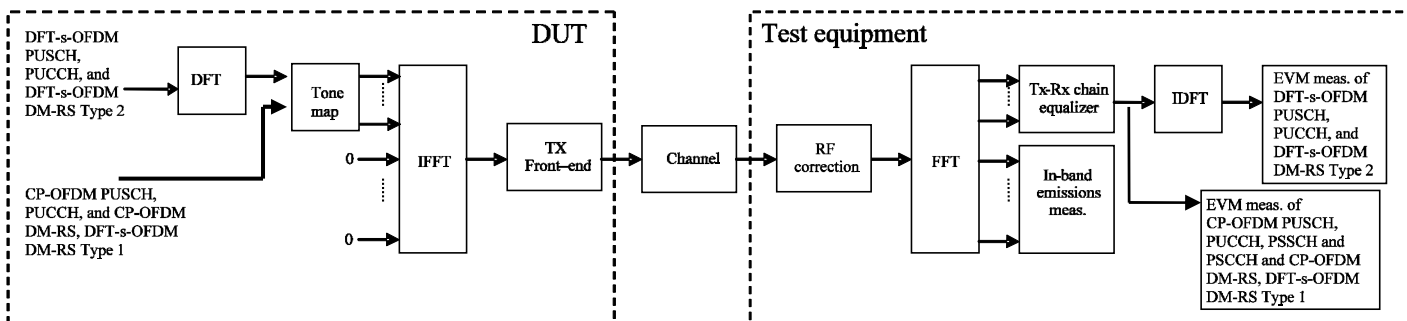 DUT
Test equipment
DFT-s-OFDM
PUSCH,
PUCCH, and
DFT-s-OFDM
DM-RS Type 2
DFT
Tone
map
CP-OFDM PUSCH,
PUCCH, and CP-OFDM
DM-RS, DFT-s-OFDM
DM-RS Type 1
0
0
IFFT
TX
Front–end
Channel
RF
correction
FFT
Tx-Rx chain
equalizer
In-band
emissions
meas.
IDFT
EVM meas. of
DFT-s-OFDM
PUSCH,
PUCCH, and
DFT-s-OFDM
DM-RS Type 2
EVM meas. of
CP-OFDM PUSCH,
PUCCH, PSSCH and
PSCCH and CP-OFDM
DM-RS, DFT-s-OFDM
DM-RS Type 1